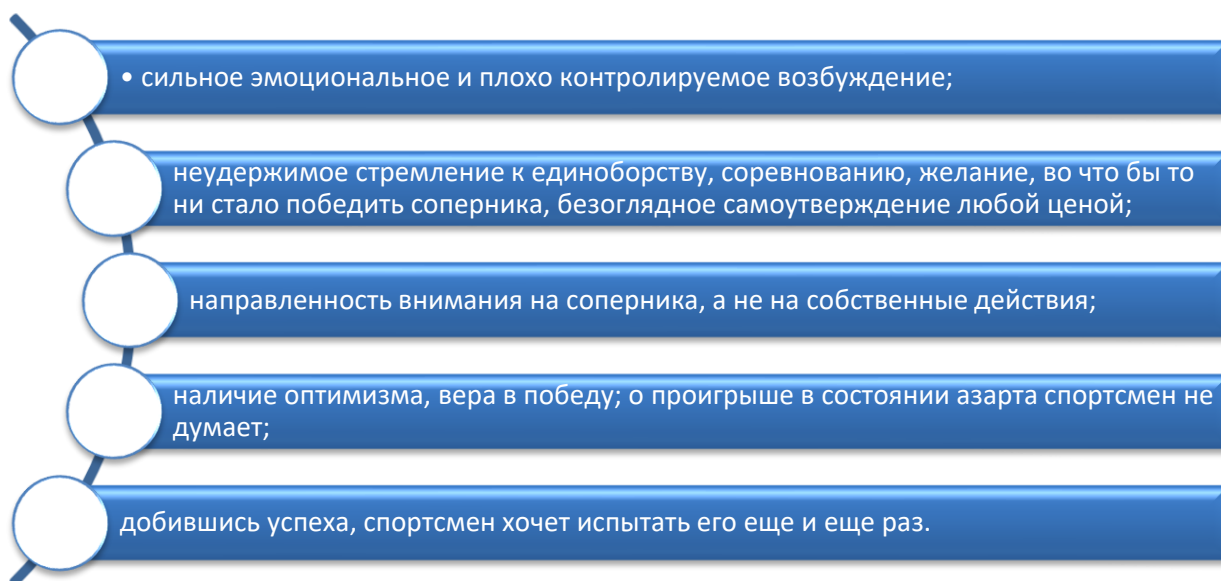 • сильное эмоциональное и плохо контролируемое возбуждение;
неудержимое стремление к единоборству, соревнованию, желание, во что бы то
ни стало победить соперника, безоглядное самоутверждение любой ценой;
направленность внимания на соперника, а не на собственные действия;
наличие оптимизма, вера в победу; о проигрыше в состоянии азарта спортсмен не
думает;
добившись успеха, спортсмен хочет испытать его еще и еще раз.